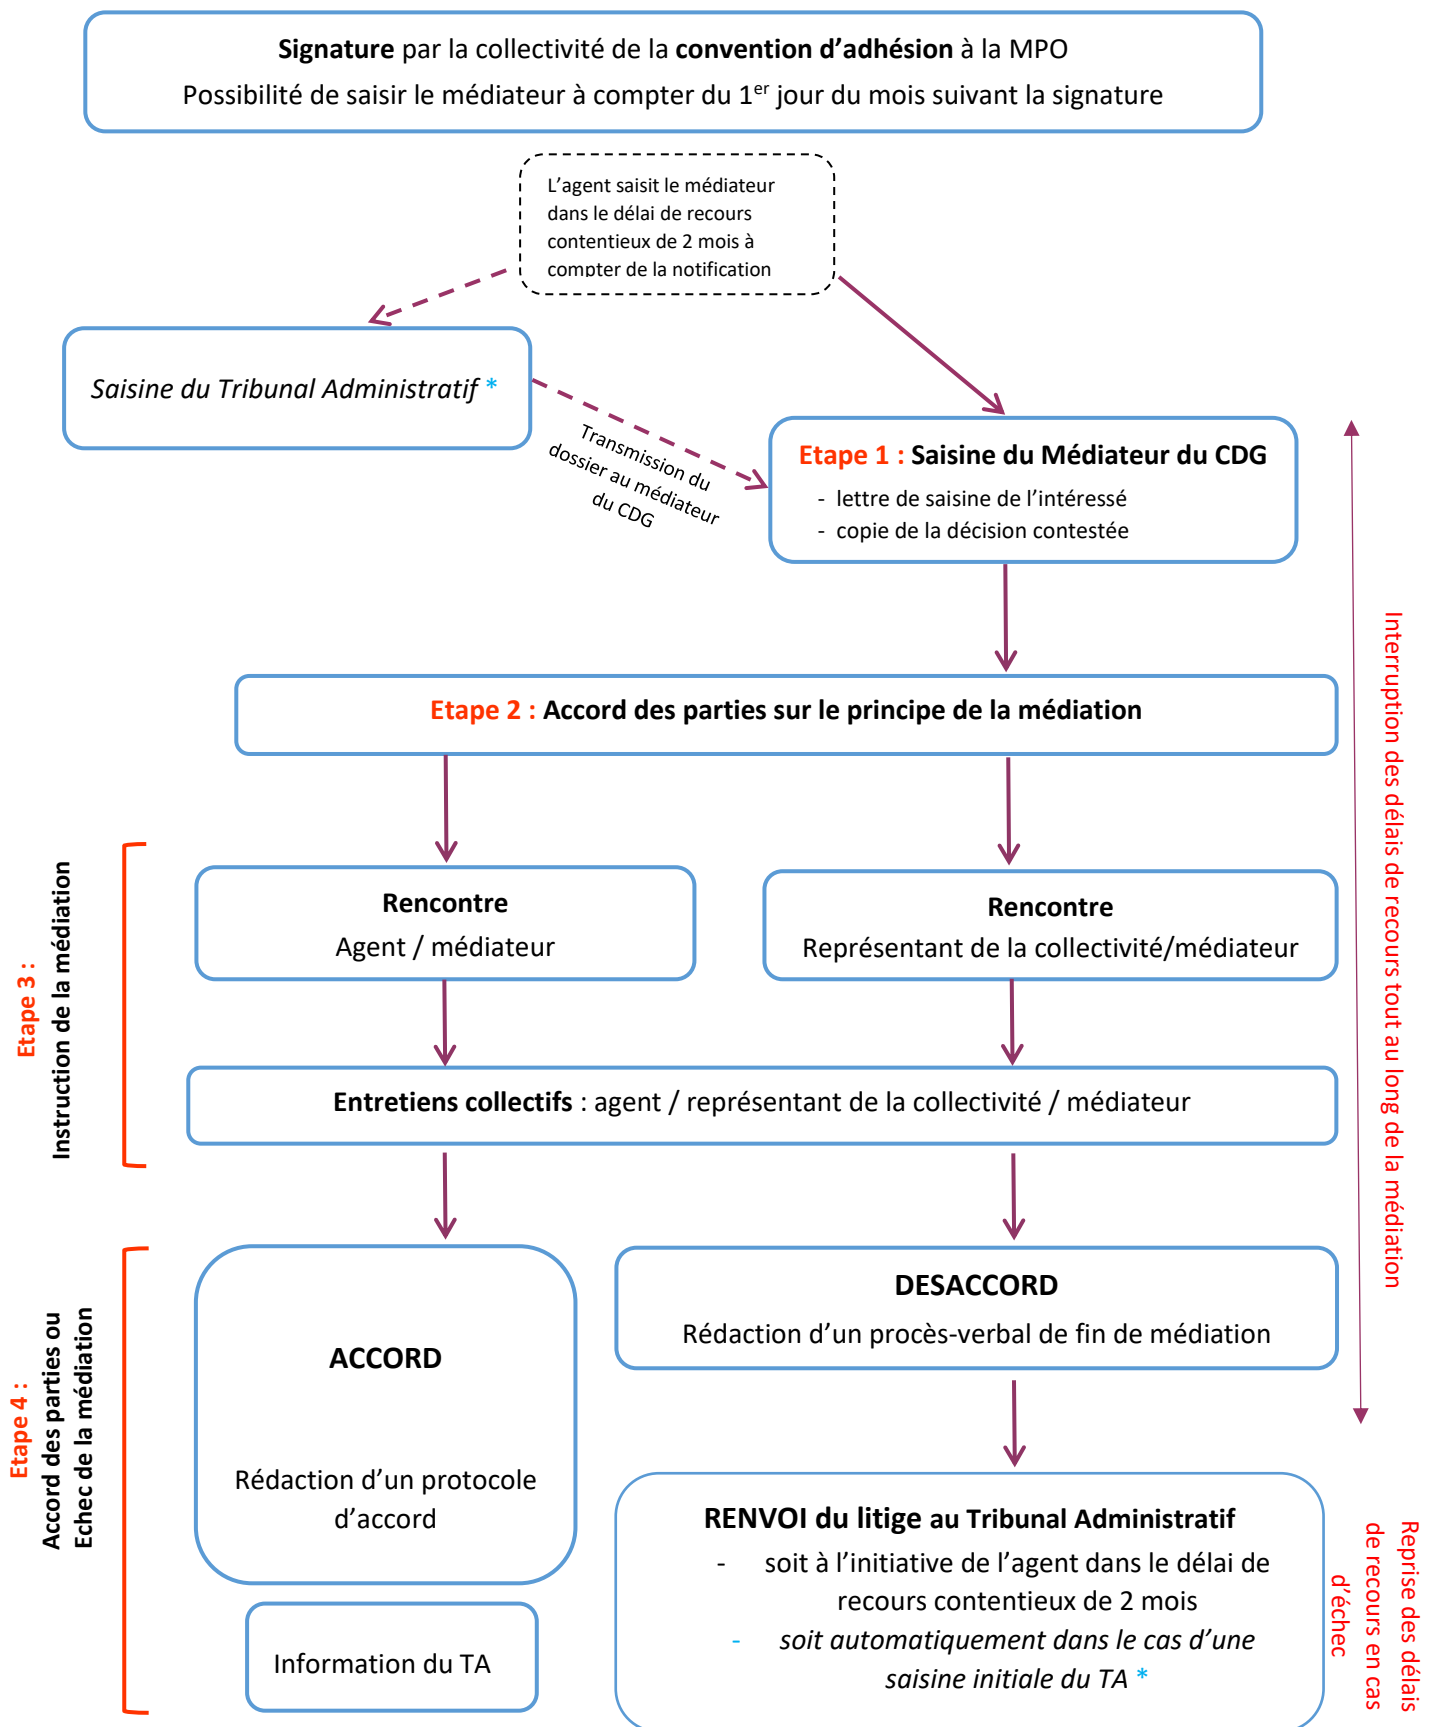 Signature par la collectivité de la convention d’adhésion à la MPO
Possibilité de saisir le médiateur à compter du 1er jour du mois suivant la signature
L’agent saisit le médiateur
dans le délai de recours
contentieux de 2 mois à
compter de la notification
Saisine du Tribunal Administratif *
Transmission du
dossier au médiateur
du CDG
Etape 1 : Saisine du Médiateur du CDG
- lettre de saisine de l’intéressé
- copie de la décision contestée
Interruption des délais de recours tout au long de la médiation
Etape 2 : Accord des parties sur le principe de la médiation
Etape 3 :
Instruction de la médiation
Rencontre
Agent / médiateur
Rencontre
Représentant de la collectivité/médiateur
Entretiens collectifs : agent / représentant de la collectivité / médiateur
Etape 4 :
Accord des parties ou
Echec de la médiation
ACCORD
Rédaction d’un protocole
d’accord
Information du TA
DESACCORD
Rédaction d’un procès-verbal de fin de médiation
RENVOI du litige au Tribunal Administratif
- soit à l’initiative de l’agent dans le délai de
recours contentieux de 2 mois
- soit automatiquement dans le cas d’une
saisine initiale du TA *
Reprise des délais
de recours en cas
d’échec